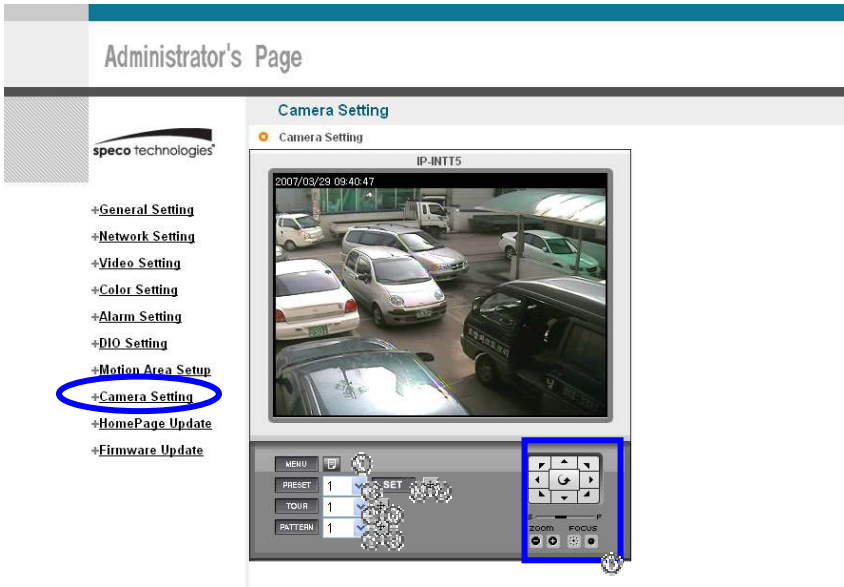 Administrator's Page
Camera Setting
Camera Setting
speco technologies
IP-INTT5
2007/03/29 09:40:47
+General Setting
+Network Setting
+Video Setting
+Color Setting
+Alarm Setting
+DIO Setting
+Motion Area Setup
+Camera Setting
+HomePage Update
+Firmware Update
MENU
PRESET 1 SET
TOUR 1
PATTERN 1
S F
ZOOM FOCUS